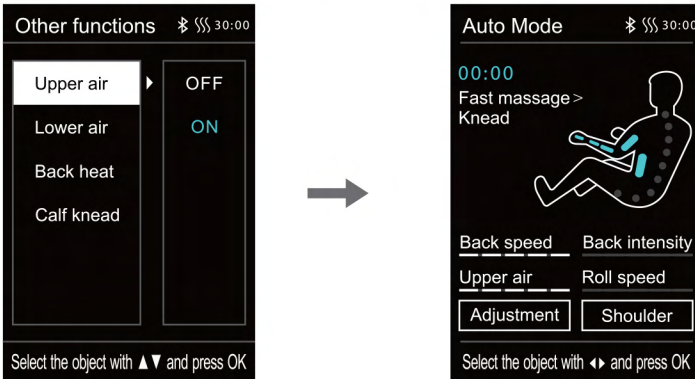 Other functions 30:00
Upper air OFF
Lower air ON
Back heat
Calf knead
Select the object with ▲▼ and press OK
Auto Mode 30:00
00:00
Fast massage>
Knead
Back speed Back intensity
Upper air Roll speed
Adjustment Shoulder
Select the object with ◂▸ and press OK